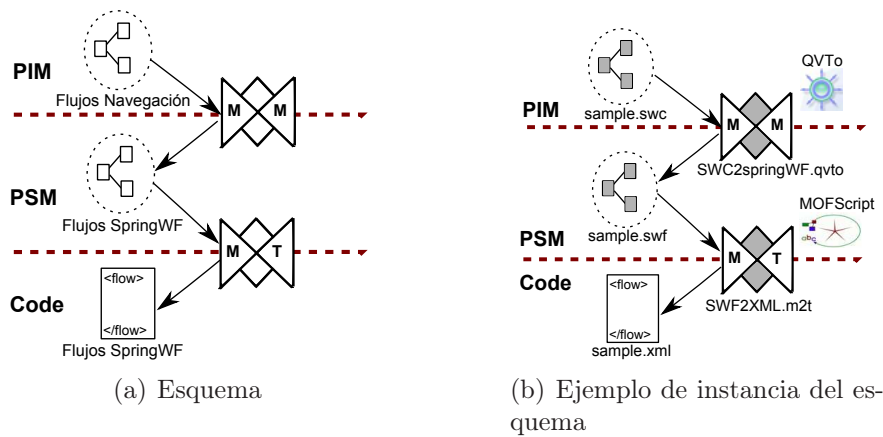 PIM
Flujos Navegación
M M
PSM
Flujos SpringWF
M T
Code
<flow>
</flow>
Flujos SpringWF
(a) Esquema
QVTo
PIM
sample.swc
M M
SWC2springWF.qvto
MOFScript
abc
PSM
sample.swf
M T
Code
SWF2XML.m2t
<flow>
</flow>
sample.xml
(b) Ejemplo de instancia del es-
quema